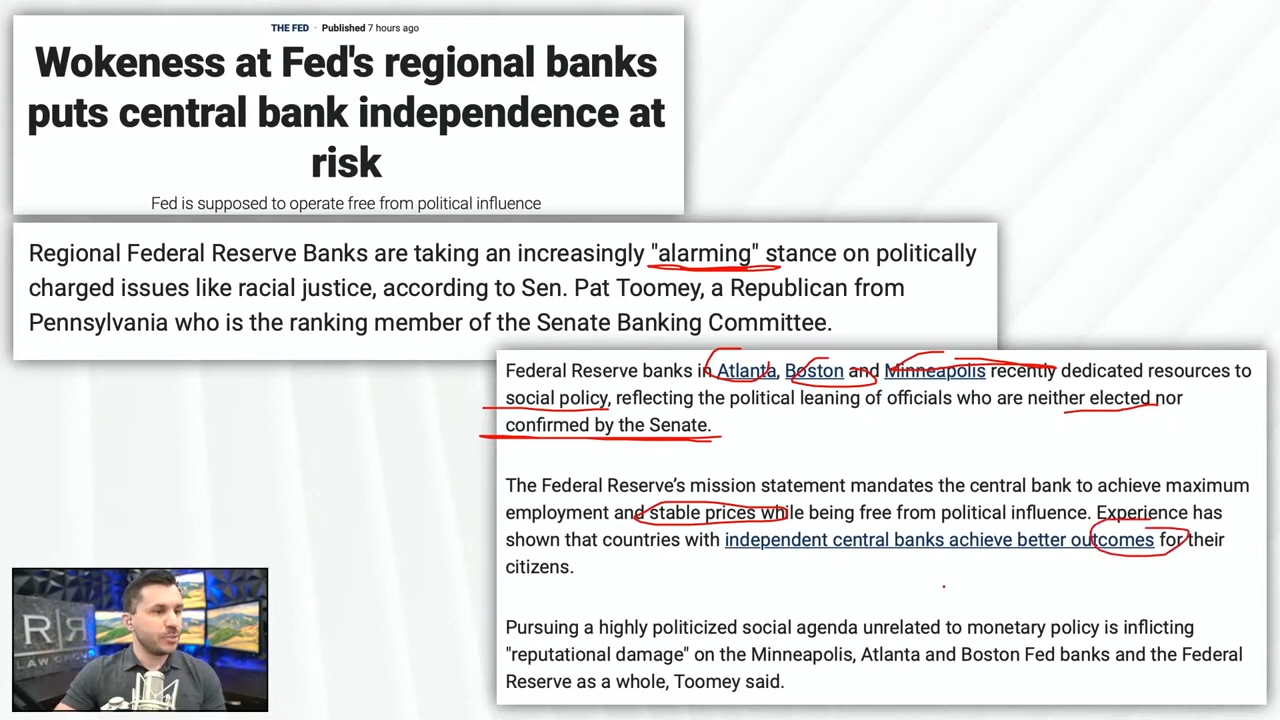 THE FED · Published 7 hours ago
Wokeness at Fed's regional banks
puts central bank independence at
risk
Fed is supposed to operate free from political influence
Regional Federal Reserve Banks are taking an increasingly "alarming" stance on politically
charged issues like racial justice, according to Sen. Pat Toomey, a Republican from
Pennsylvania who is the ranking member of the Senate Banking Committee.
Federal Reserve banks in Atlanta, Boston and Minneapolis recently dedicated resources to
social policy, reflecting the political leaning of officials who are neither elected nor
confirmed by the Senate.
The Federal Reserve’s mission statement mandates the central bank to achieve maximum
employment and stable prices while being free from political influence. Experience has
shown that countries with independent central banks achieve better outcomes for their
citizens.
Pursuing a highly politicized social agenda unrelated to monetary policy is inflicting
"reputational damage" on the Minneapolis, Atlanta and Boston Fed banks and the Federal
Reserve as a whole, Toomey said.
R R
LAW GROUP